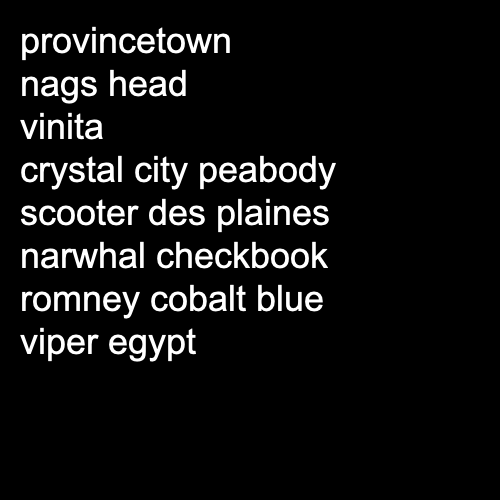 provincetown
nags head
vinita
crystal city peabody
scooter des plaines
narwhal checkbook
romney cobalt blue
viper egypt